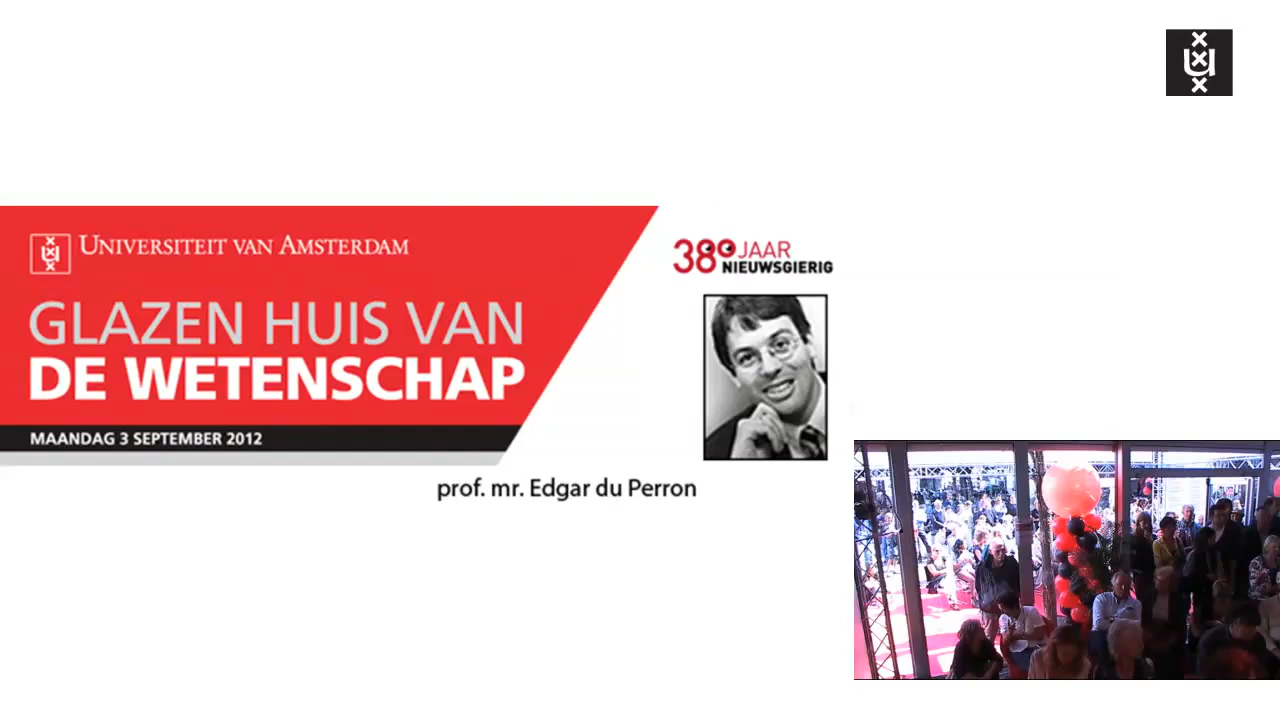 UNIVERSITEIT VAN AMSTERDAM
GLAZEN HUIS VAN
DE WETENSCHAP
MAANDAG 3 SEPTEMBER 2012
380 JAAR
NIEUWSGIERIG
prof. mr. Edgar du Perron